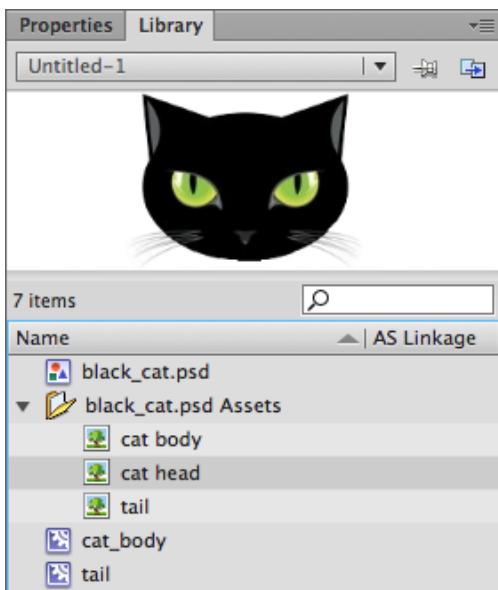 Properties Library
Untitled-1
7 items
Name AS Linkage
black_cat.psd
black_cat.psd Assets
cat body
cat head
tail
cat_body
tail